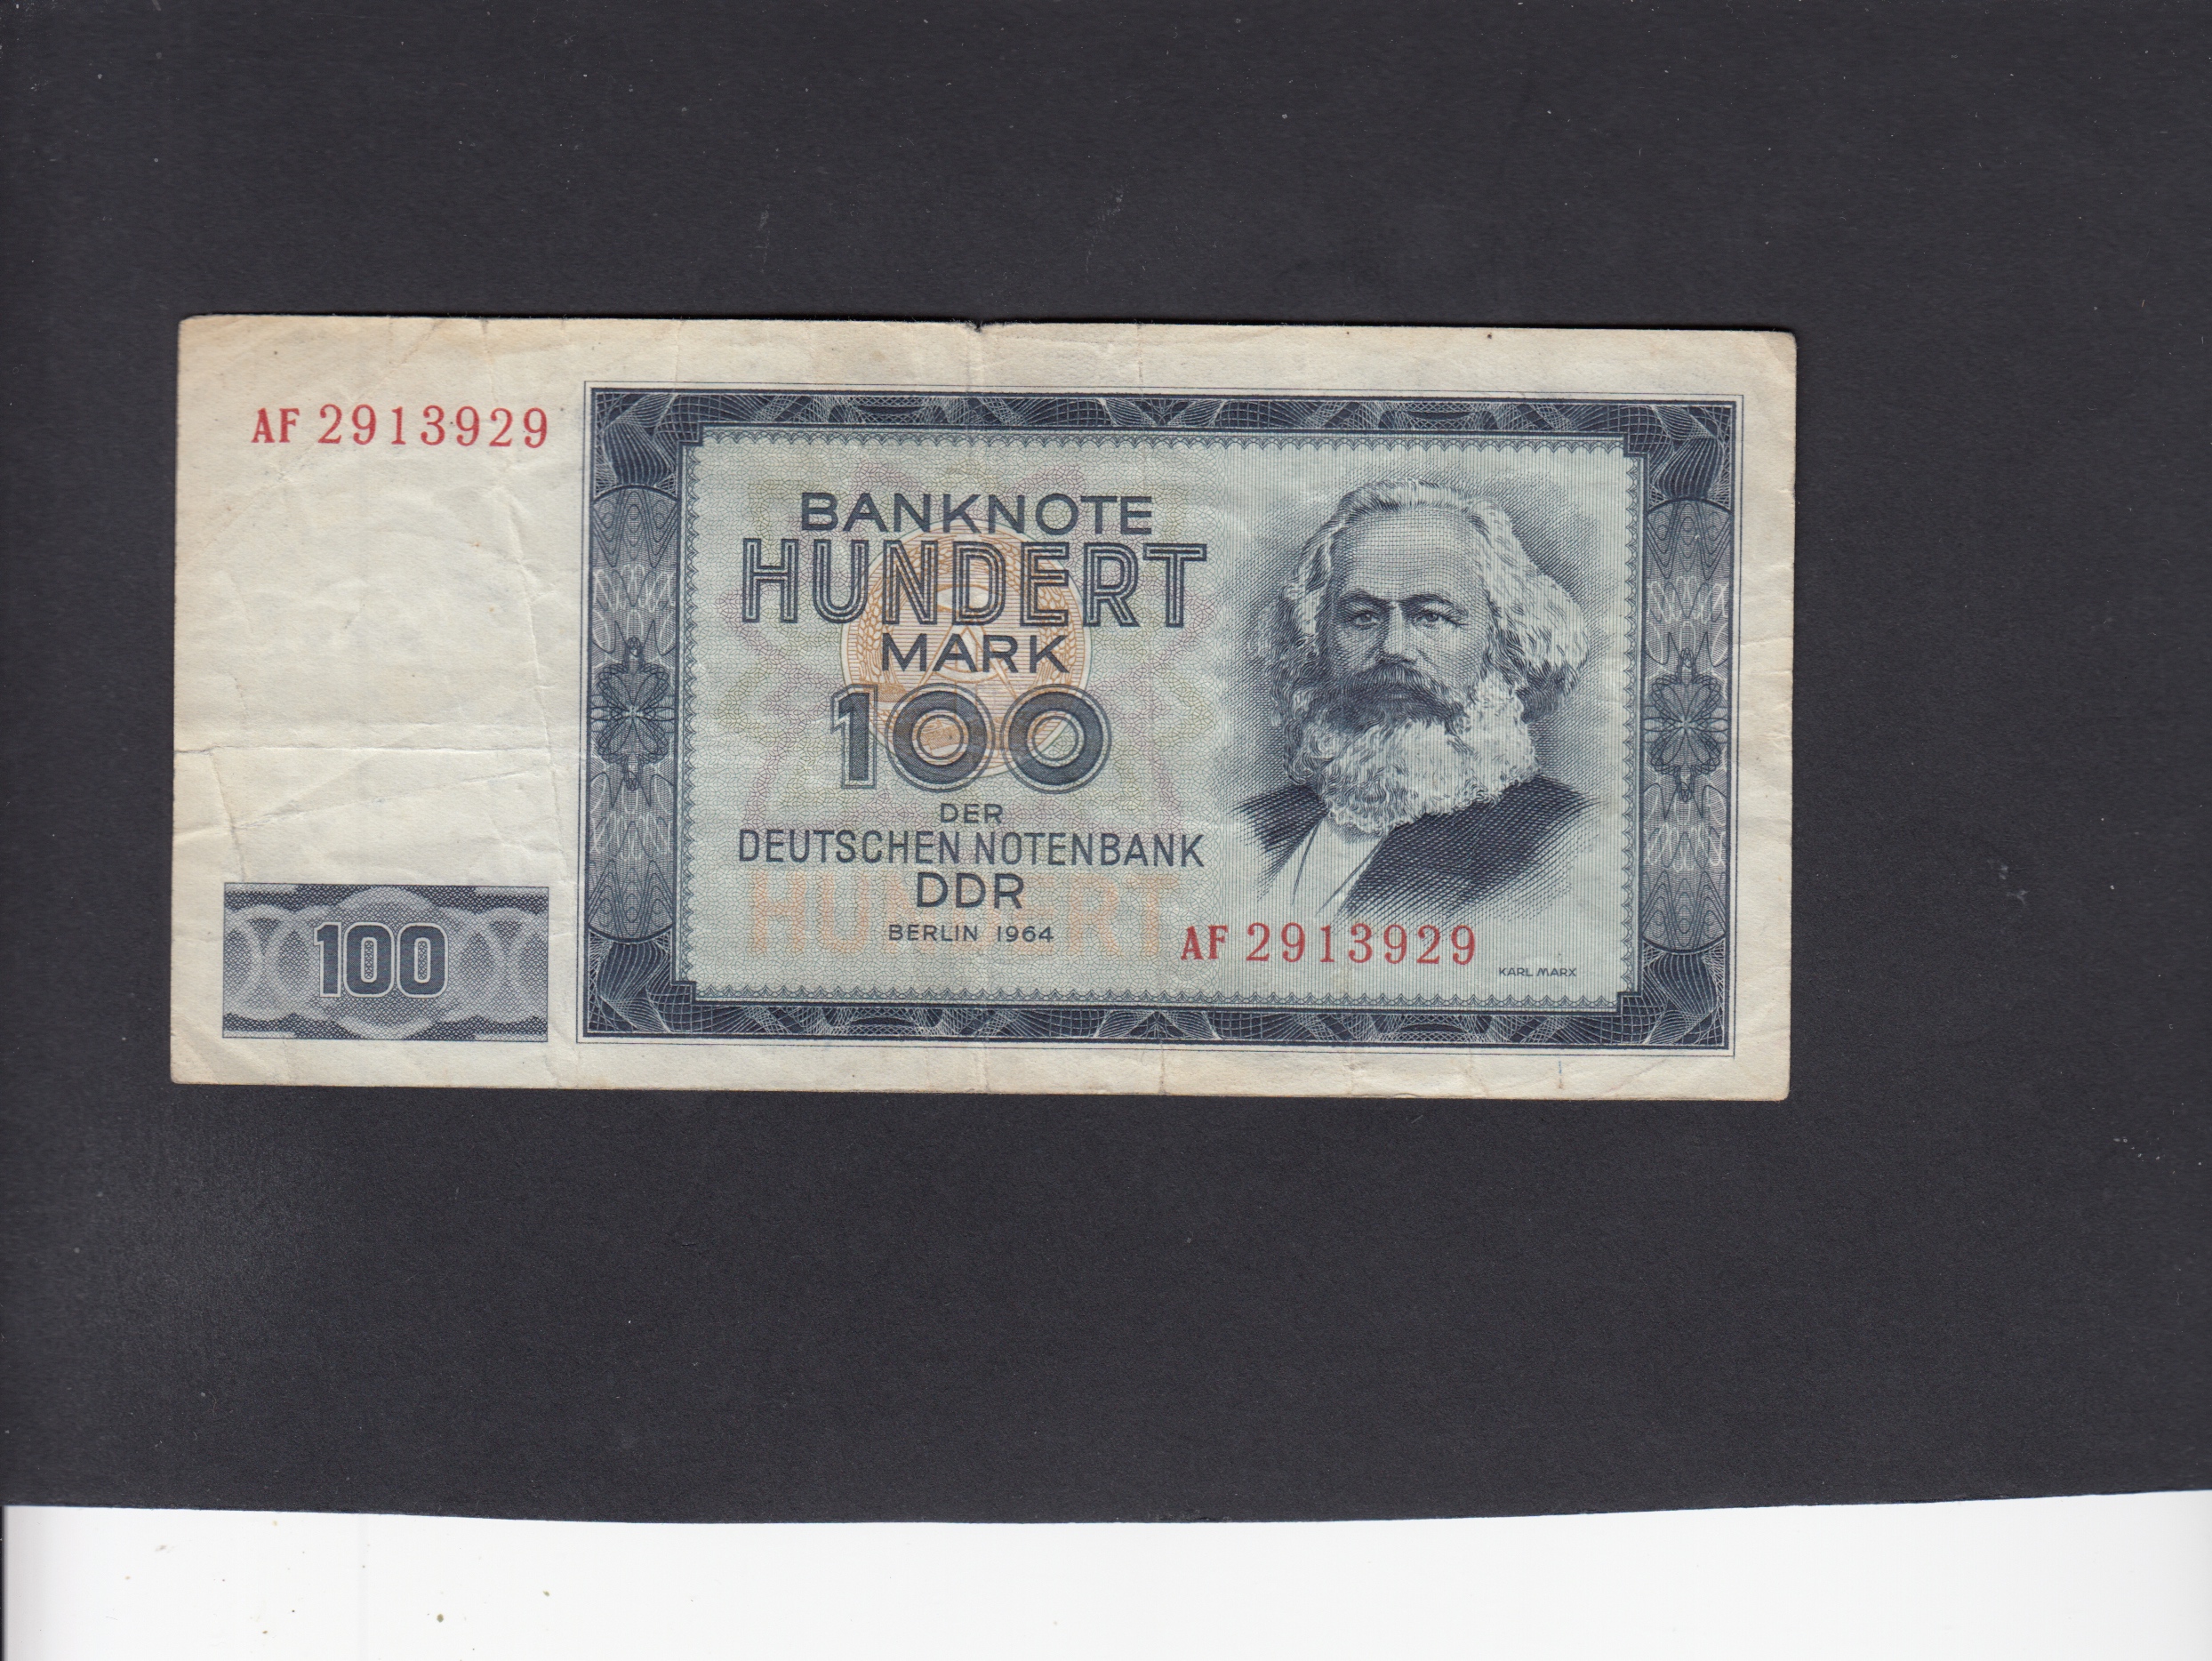 AF 2913929
BANKNOTE
HUNDERT
MARK
100
DER
DEUTSCHEN NOTENBANK
DDR
HUNDERT
BERLIN 1964
AF 2913929
KARL MARX
100